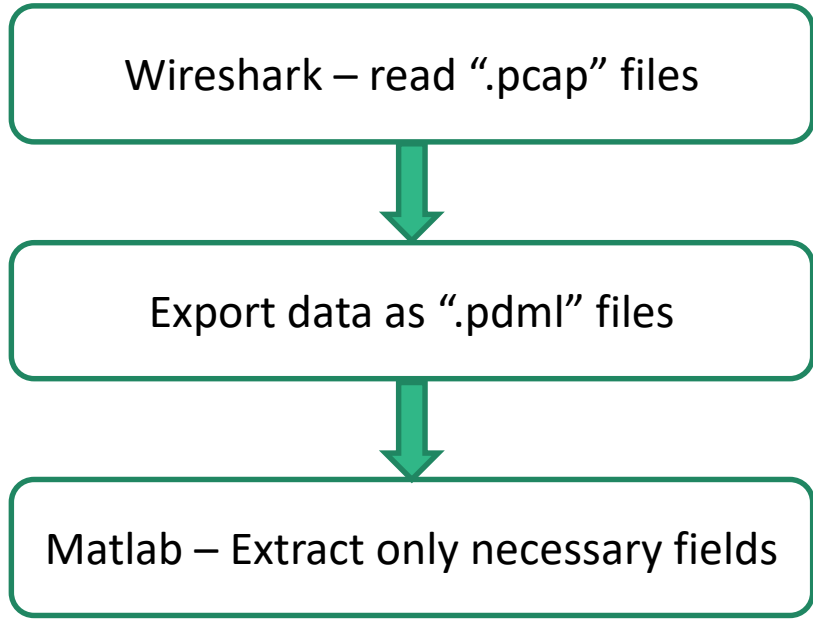 Wireshark – read “.pcap” files
Export data as “.pdml” files
Matlab – Extract only necessary fields